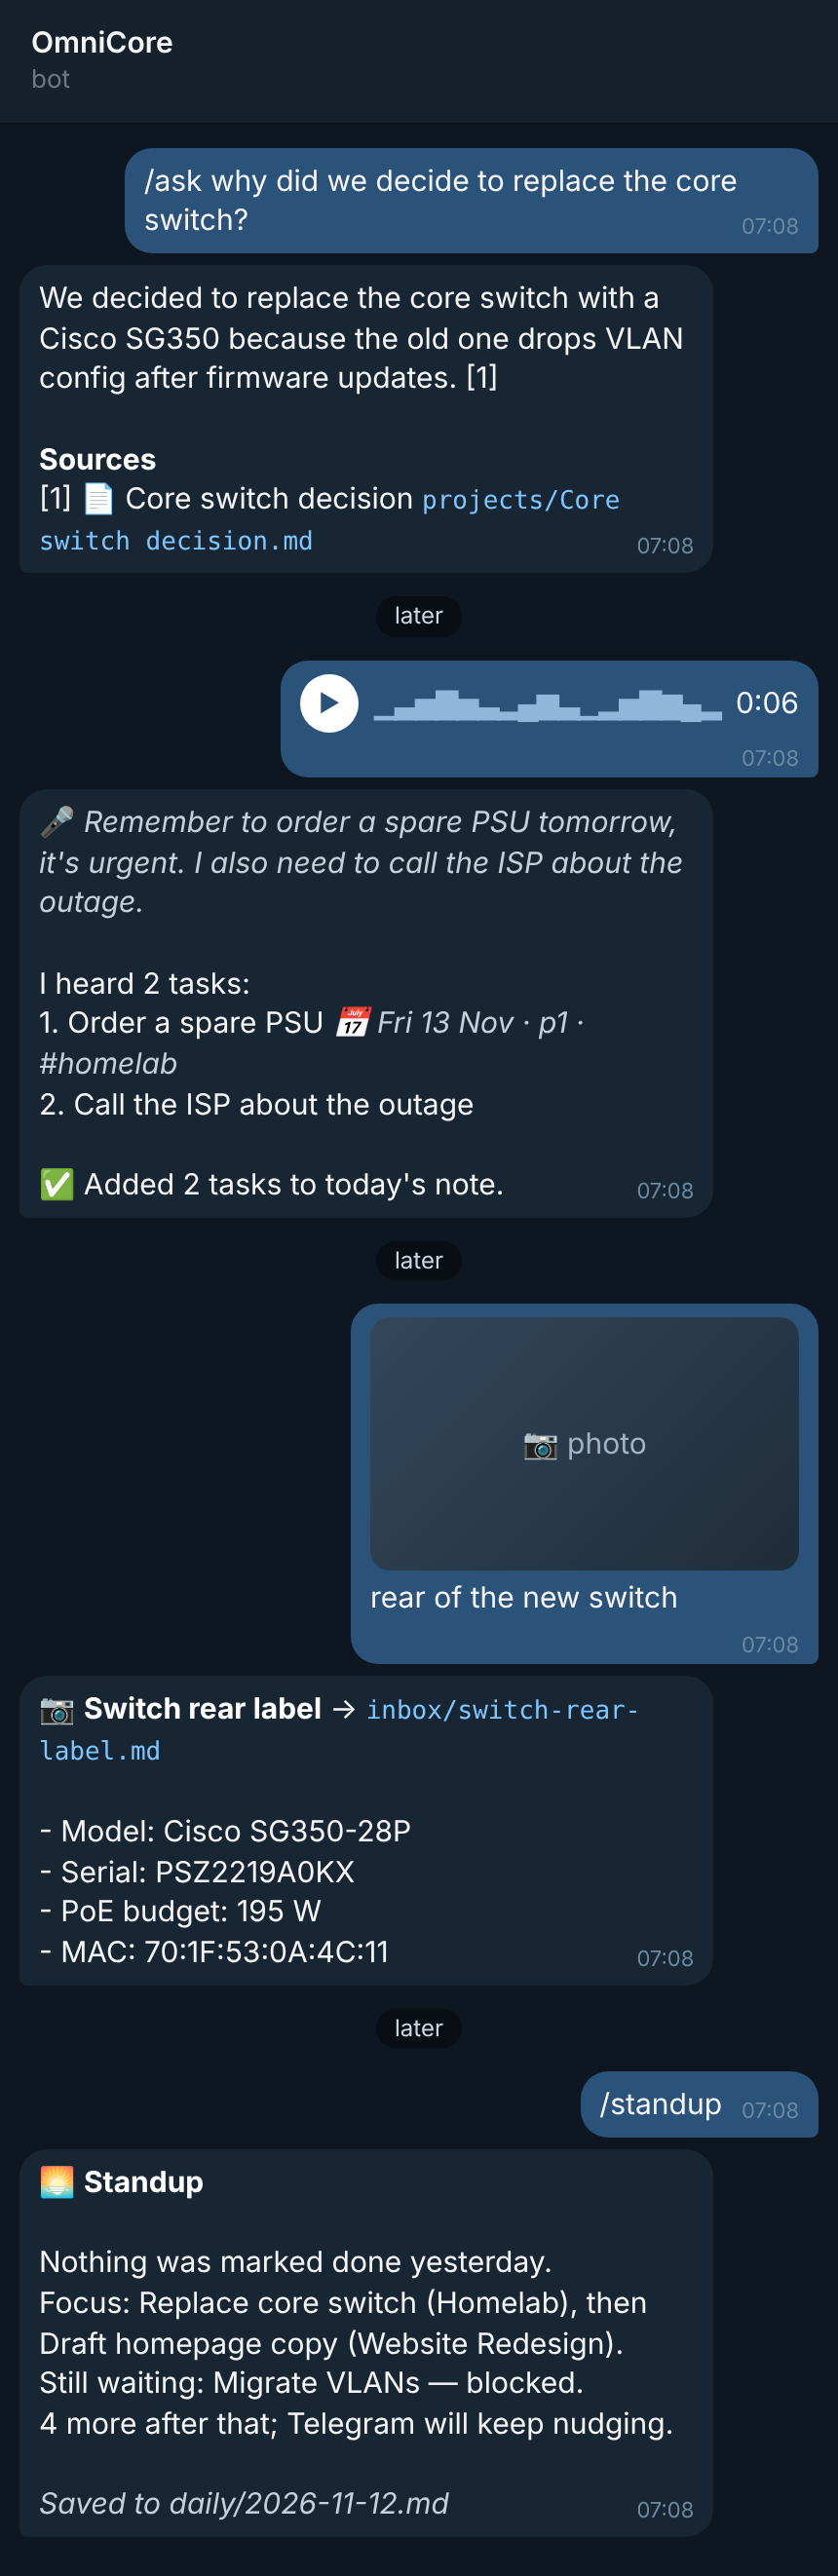 OmniCore
bot
/ask why did we decide to replace the core
switch?
07:08
We decided to replace the core switch with a
Cisco SG350 because the old one drops VLAN
config after firmware updates. [1]
Sources
[1] 📄 Core switch decision projects/Core
switch decision.md
07:08
later
0:06
07:08
🎤 Remember to order a spare PSU tomorrow,
it's urgent. I also need to call the ISP about the
outage.
I heard 2 tasks:
1. Order a spare PSU 📅 Fri 13 Nov · p1 ·
#homelab
2. Call the ISP about the outage
✅ Added 2 tasks to today's note.
07:08
later
📷 photo
rear of the new switch
07:08
📷 Switch rear label → inbox/switch-rear-
label.md
- Model: Cisco SG350-28P
- Serial: PSZ2219A0KX
- PoE budget: 195 W
- MAC: 70:1F:53:0A:4C:11
07:08
later
/standup
07:08
🌅 Standup
Nothing was marked done yesterday.
Focus: Replace core switch (Homelab), then
Draft homepage copy (Website Redesign).
Still waiting: Migrate VLANs — blocked.
4 more after that; Telegram will keep nudging.
Saved to daily/2026-11-12.md
07:08